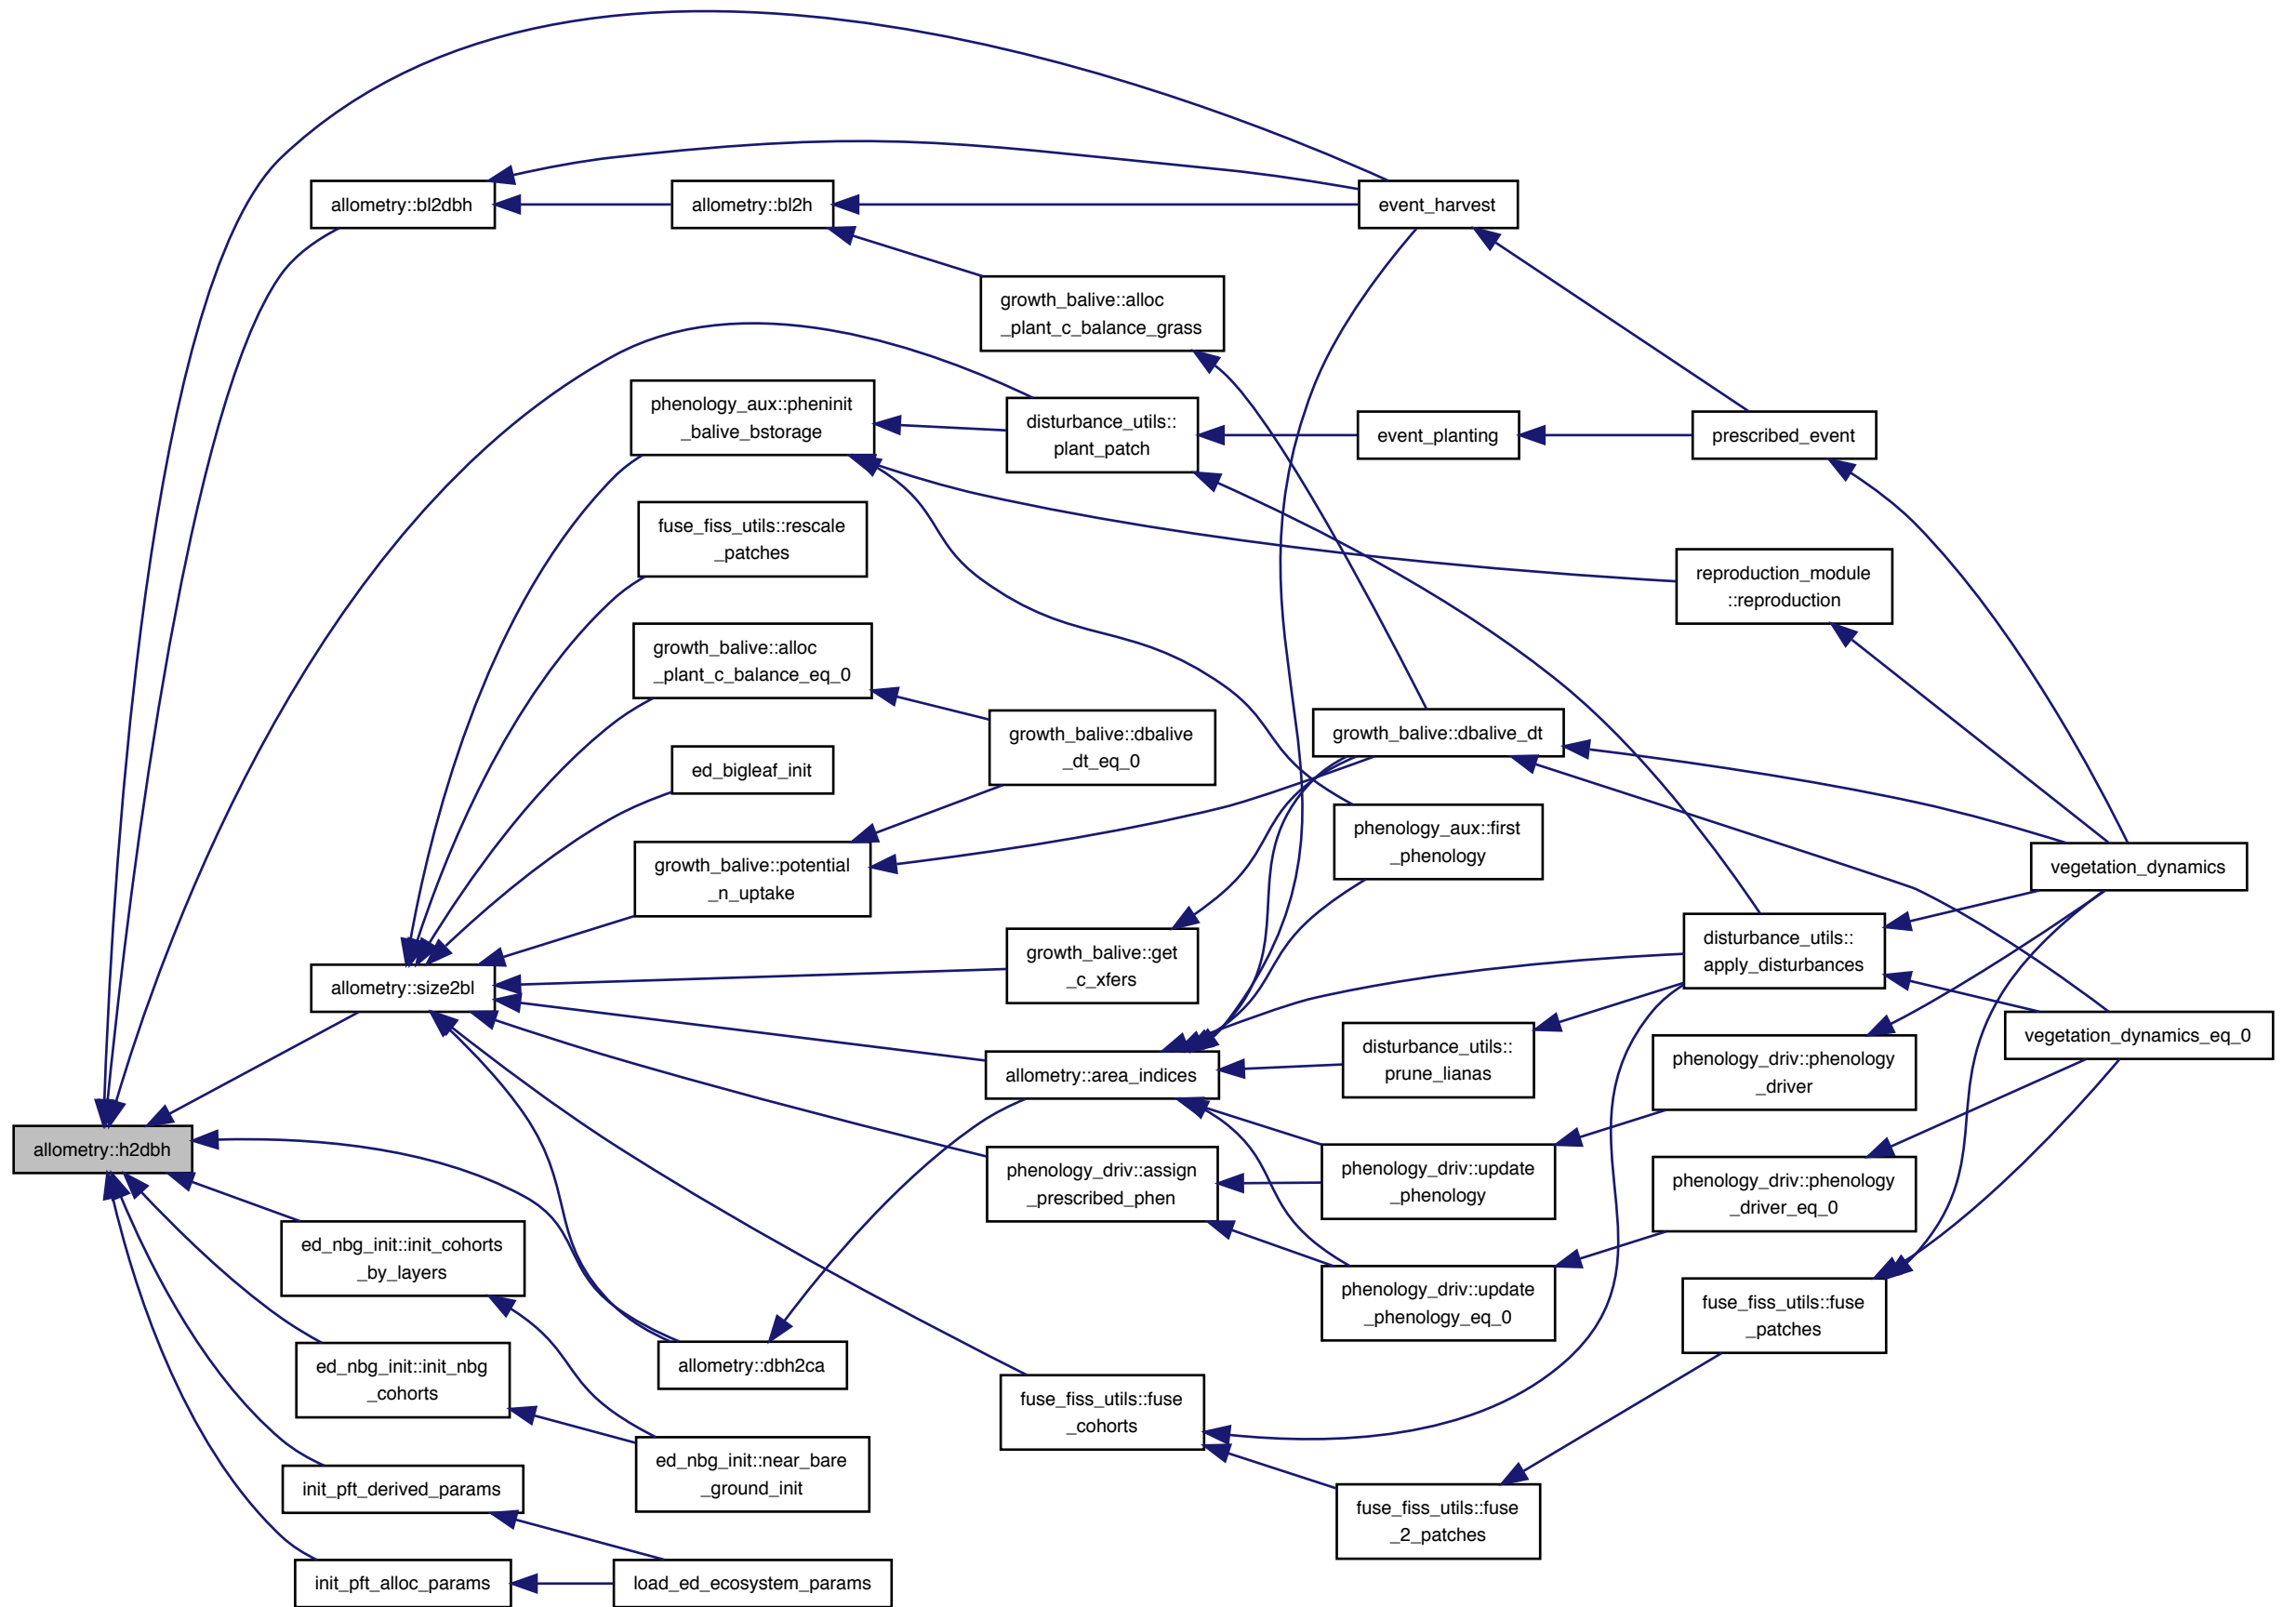 allometry::bl2dbh
allometry::bl2h
event_harvest
growth_balive::alloc
_plant_c_balance_grass
phenology_aux::pheninit
_balive_bstorage
disturbance_utils::
plant_patch
event_planting
prescribed_event
fuse_fiss_utils::rescale
_patches
reproduction_module
::reproduction
growth_balive::alloc
_plant_c_balance_eq_0
growth_balive::dbalive
_dt_eq_0
growth_balive::dbalive_dt
ed_bigleaf_init
phenology_aux::first
_phenology
growth_balive::potential
_n_uptake
vegetation_dynamics
growth_balive::get
_c_xfers
disturbance_utils::
apply_disturbances
allometry::size2bl
vegetation_dynamics_eq_0
disturbance_utils::
prune_lianas
phenology_driv::phenology
_driver
allometry::area_indices
allometry::h2dbh
phenology_driv::assign
_prescribed_phen
phenology_driv::update
_phenology
phenology_driv::phenology
_driver_eq_0
ed_nbg_init::init_cohorts
_by_layers
phenology_driv::update
_phenology_eq_0
fuse_fiss_utils::fuse
_patches
ed_nbg_init::init_nbg
_cohorts
allometry::dbh2ca
fuse_fiss_utils::fuse
_cohorts
ed_nbg_init::near_bare
_ground_init
init_pft_derived_params
fuse_fiss_utils::fuse
_2_patches
init_pft_alloc_params
load_ed_ecosystem_params